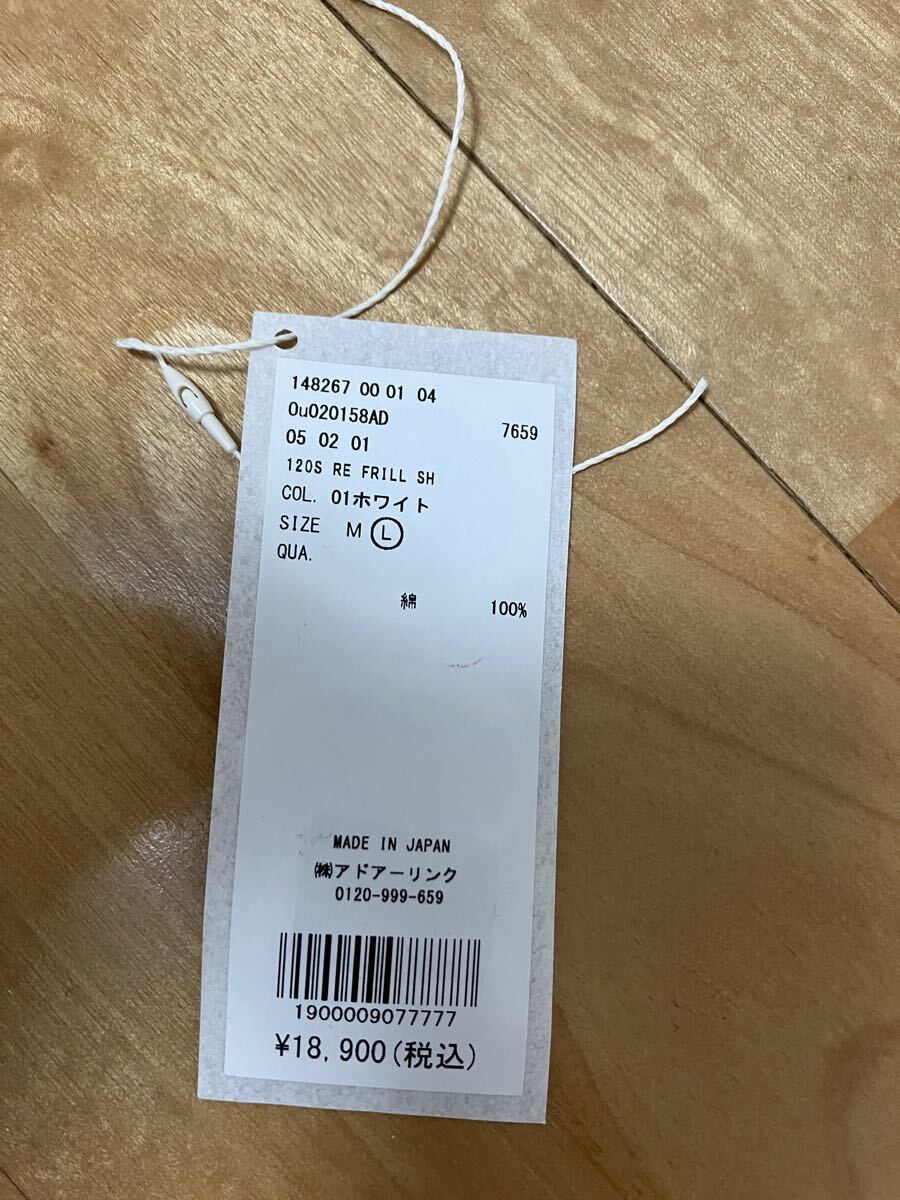 148267 00 01 04
0u020158AD
7659
05 02 01
120S RE FRILL SH
COL. 01ホワイト
SIZE M L
QUA.
綿 100%
MADE IN JAPAN
㈱アドアーリンク
0120-999-659
1900009077777
¥18,900(税込)